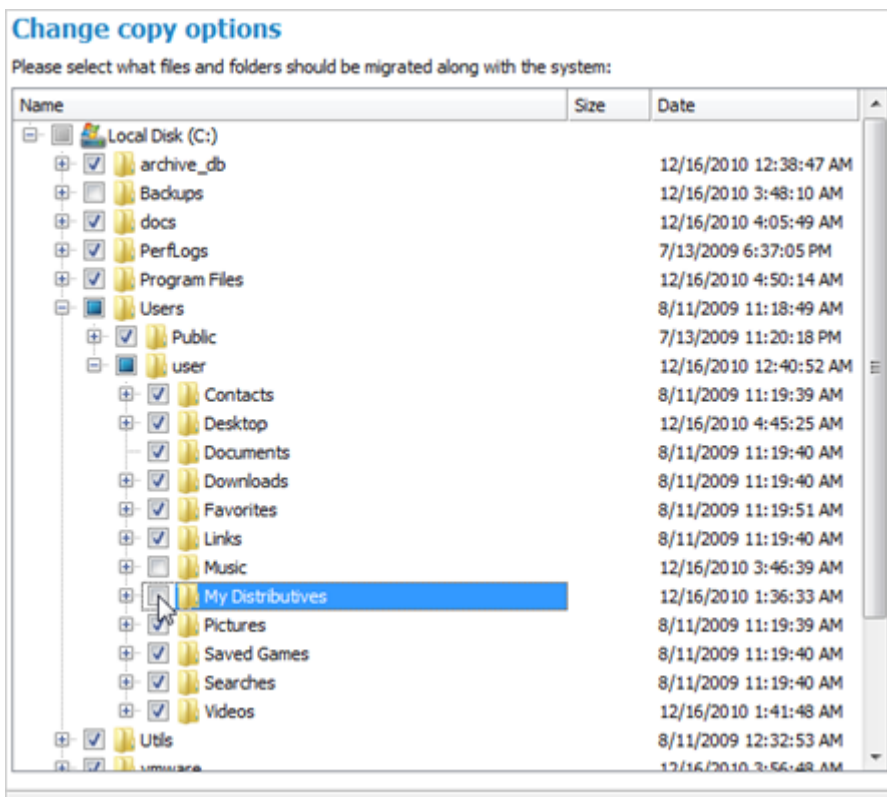 Change copy options
Please select what files and folders should be migrated along with the system:
Name Size Date
Local Disk (C:)
archive_db 12/16/2010 12:38:47 AM
Backups 12/16/2010 3:48:10 AM
docs 12/16/2010 4:05:49 AM
PerfLogs 7/13/2009 6:37:05 PM
Program Files 12/16/2010 4:50:14 AM
Users 8/11/2009 11:18:49 AM
Public 7/13/2009 11:20:18 PM
user 12/16/2010 12:40:52 AM
Contacts 8/11/2009 11:19:39 AM
Desktop 12/16/2010 4:45:25 AM
Documents 8/11/2009 11:19:40 AM
Downloads 8/11/2009 11:19:40 AM
Favorites 8/11/2009 11:19:51 AM
Links 8/11/2009 11:19:40 AM
Music 12/16/2010 3:46:39 AM
My Distributives 12/16/2010 1:36:33 AM
Pictures 8/11/2009 11:19:39 AM
Saved Games 8/11/2009 11:19:40 AM
Searches 8/11/2009 11:19:40 AM
Videos 12/16/2010 1:41:48 AM
Utils 8/11/2009 12:32:53 AM
vmware 12/16/2010 3:56:48 AM